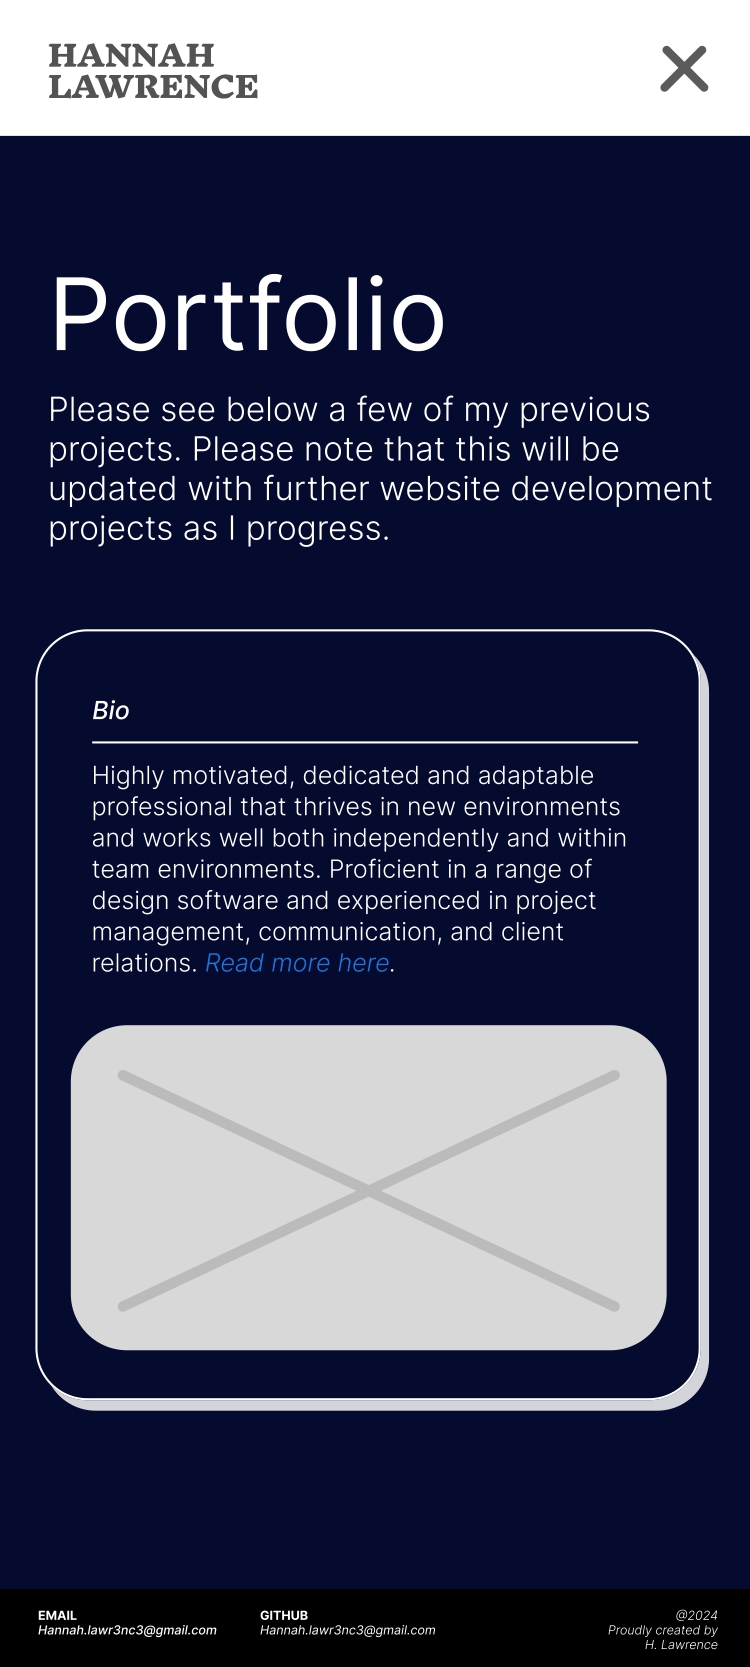 HANNAH
LAWRENCE
Portfolio
Please see below a few of my previous
projects. Please note that this will be
updated with further website development
projects as I progress.
Bio
Highly motivated, dedicated and adaptable
professional that thrives in new environments
and works well both independently and within
team environments. Proficient in a range of
design software and experienced in project
management, communication, and client
relations. Read more here.
EMAIL
Hannah.lawr3nc3@gmail.com
GITHUB
Hannah.lawr3nc3@gmail.com
@2024
Proudly created by
H. Lawrence